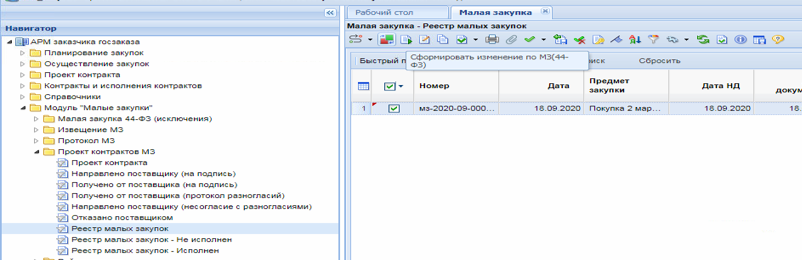 Навигатор
АРМ заказчика госзаказа
Планирование закупок
Осуществление закупок
Проект контракта
Контракты и исполнения контрактов
Справочники
Модуль "Малые закупки"
Малая закупка 44-ФЗ (исключения)
Извещение МЗ
Протокол МЗ
Проект контрактов МЗ
Проект контракта
Направлено поставщику (на подпись)
Получено от поставщика (на подпись)
Получено от поставщика (протокол разногласий)
Направлено поставщику (несогласие с разногласиями)
Отказано поставщиком
Реестр малых закупок
Реестр малых закупок - Не исполнен
Реестр малых закупок - Исполнен
Рабочий стол
Малая закупка
Малая закупка - Реестр малых закупок
Сформировать изменение по МЗ(44-
ФЗ)
Быстрый п
иск
Сбросить
Номер
Дата
Предмет
закупки
Дата НД
докум
1
мз-2020-09-000...
18.09.2020
Покупка 2 мар...
18.09.2020
18.